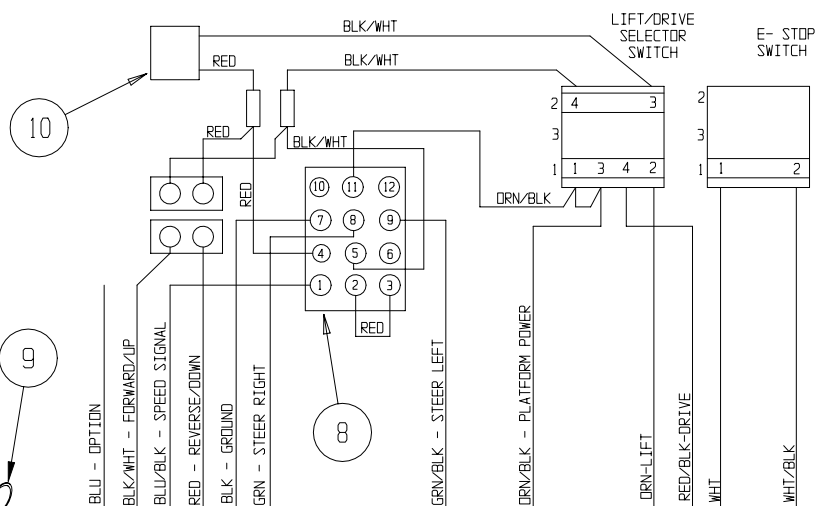 LIFT/DRIVE
SELECTOR
SWITCH
E- STOP
SWITCH
BLK/WHT
RED
BLK/WHT
10
2 4 3
3
1 1 3 4 2
2
3
1 1 2
RED
BLK/WHT
RED
ORN/BLK
10 11 12
7 8 9
4 5 6
1 2 3
RED
9
8
BLU - OPTION
BLK/WHT - FORWARD/UP
BLU/BLK - SPEED SIGNAL
RED - REVERSE/DOWN
BLK - GROUND
GRN - STEER RIGHT
GRN/BLK - STEER LEFT
ORN/BLK - PLATFORM POWER
ORN-LIFT
RED/BLK-DRIVE
WHT
WHT/BLK